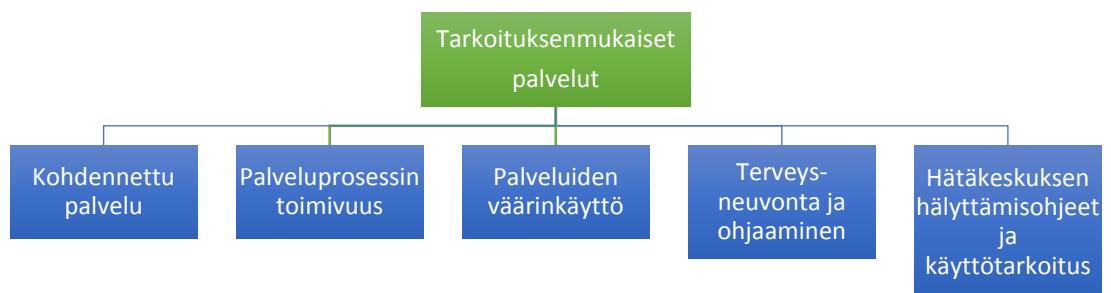 Tarkoituksenmukaiset
palvelut
Kohdennettu
palvelu
Palveluprosessin
toimivuus
Palveluiden
väärinkäyttö
Terveys-
neuvonta ja
ohjaaminen
Hätäkeskuksen
hälyttämisohjeet
ja
käyttötarkoitus